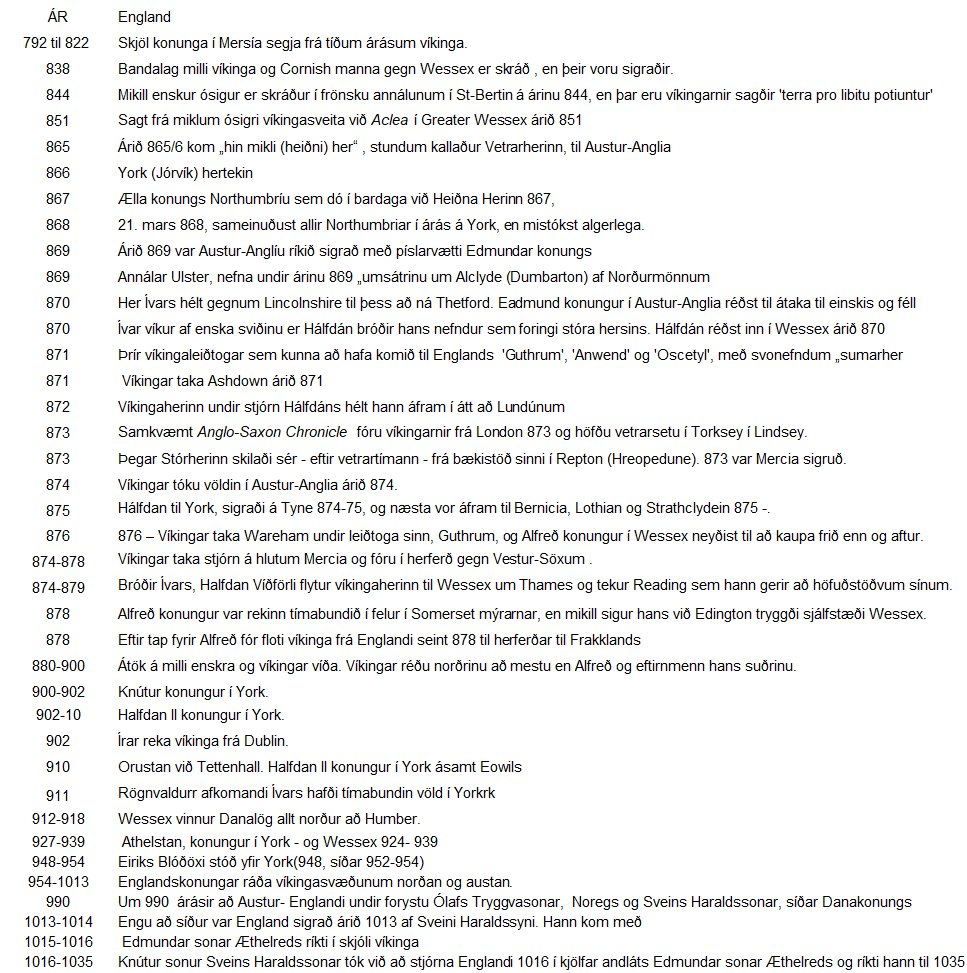 ÁR England
792 til 822 Skjöl konunga í Mersía segja frá tíðum árásum víkinga.
838 Bandalag milli víkinga og Cornish manna gegn Wessex er skráð , en þeir voru sigraðir.
844 Mikill enskur ósigur er skráður í frönsku annálunum í St-Bertin á árinu 844, en þar eru víkingarnir sagðir 'terra pro libitu potiuntur'
851 Sagt frá miklum ósigri víkingasveita við Aclea í Greater Wessex árið 851
865 Árið 865/6 kom „hin mikli (heiðni) her“ , stundum kallaður Vetrarherinn, til Austur-Anglia
866 York (Jórvík) hertekin
867 Ælla konungs Northumbríu sem dó í bardaga við Heiðna Herinn 867,
868 21. mars 868, sameinuðust allir Northumbriar í árás á York, en mistókst algerlega.
869 Árið 869 var Austur-Anglíu ríkið sigrað með píslarvætti Edmundar konungs
869 Annálar Ulster, nefna undir árinu 869 „umsátrinu um Alclyde (Dumbarton) af Norðurmönnum
870 Her Ívars hélt gegnum Lincolnshire til þess að ná Thetford. Eadmund konungur í Austur-Anglia réðst til átaka til einskis og féll
870 Ívar víkur af enska sviðinu er Hálfdán bróðir hans nefndur sem foringi stóra hersins. Hálfdán réðst inn í Wessex árið 870
871 Þrír víkingaleiðtogar sem kunna að hafa komið til Englands 'Guthrum', 'Anwend' og 'Oscetyl', með svonefndum „sumarher
871 Víkingar taka Ashdown árið 871
872 Víkingaherinn undir stjórn Hálfdáns hélt hann áfram í átt að Lundúnum
873 Samkvæmt Anglo-Saxon Chronicle fóru víkingarnir frá London 873 og höfðu vetrarsetu í Torksey í Lindsey.
873 Þegar Stórherinn skilaði sér - eftir vetrartímann - frá bækistöð sinni í Repton (Hreopedune). 873 var Mercia sigruð.
874 Víkingar tóku völdin í Austur-Anglia árið 874.
875 Hálfdan til York, sigraði á Tyne 874-75, og næsta vor áfram til Bernicia, Lothian og Strathclydein 875 -.
876 876 – Víkingar taka Wareham undir leiðtoga sinn, Guthrum, og Alfreð konungur í Wessex neyðist til að kaupa frið enn og aftur.
874-878 Víkingar taka stjórn á hlutum Mercia og fóru í herferð gegn Vestur-Söxum .
874-879 Bróðir Ívars, Halfdan Víðförli flytur víkingaherinn til Wessex um Thames og tekur Reading sem hann gerir að höfuðstöðvum sínum.
878 Alfreð konungur var rekinn tímabundið í felur í Somerset mýrarnar, en mikill sigur hans við Edington tryggði sjálfstæði Wessex.
878 Eftir tap fyrir Alfreð fór floti víkinga frá Englandi seint 878 til herferðar til Frakklands
880-900 Átök á milli enskra og víkingar víða. Víkingar réðu norðrinu að mestu en Alfreð og eftirnmenn hans suðrinu.
900-902 Knútur konungur í York.
902-10 Halfdan II konungur í York.
902 Írar reka víkinga frá Dublin.
910 Orustan við Tettenhall. Halfdan II konungur í York ásamt Eowils
911 Rögnvaldurr afkomandi Ívars hafði tímabundin völd í Yorkrk
912-918 Wessex vinnur Danalög allt norður að Humber.
927-939 Athelstan, konungur í York - og Wessex 924- 939
948-954 Eiriks Blóðöxi stóð yfir York(948, síðar 952-954)
954-1013 Englandskonungar ráða víkingasvæðunum norðan og austan.
990 Um 990 árásir að Austur- Englandi undir forystu Ólafs Tryggvasonar, Noregs og Sveins Haraldssonar, síðar Danakonungs
1013-1014 Engu að síður var England sigrað árið 1013 af Sveini Haraldssyni. Hann kom með
1015-1016 Edmundar sonar Æthelreds ríkti í skjóli víkinga
1016-1035 Knútur sonur Sveins Haraldssonar tók við að stjórna Englandi 1016 í kjölfar andláts Edmundar sonar Æthelreds og ríkti hann til 1035